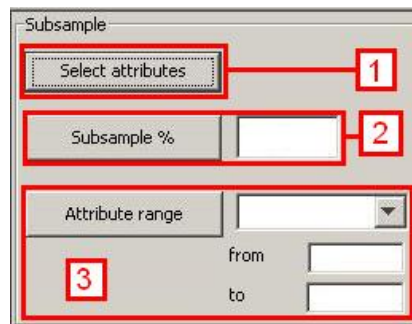 Subsample
Select attributes
1
Subsample %
2
Attribute range
from
3
to